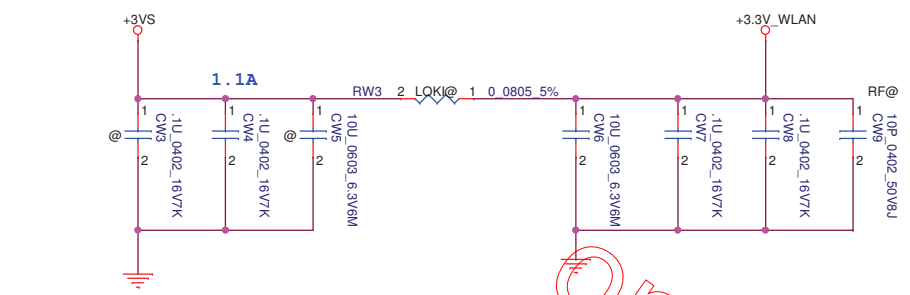 +3VS
+3.3V_WLAN
1.1A
RW3 2 LOKI@ 1 0_0805_5%
RF@
@
1
2
CW3
.1U_0402_16V7K
1
2
CW4
.1U_0402_16V7K
@
1
2
CW5
10U_0603_6.3V6M
1
2
CW6
10U_0603_6.3V6M
1
2
CW7
.1U_0402_16V7K
1
2
CW8
.1U_0402_16V7K
1
2
CW9
10P_0402_50V8J